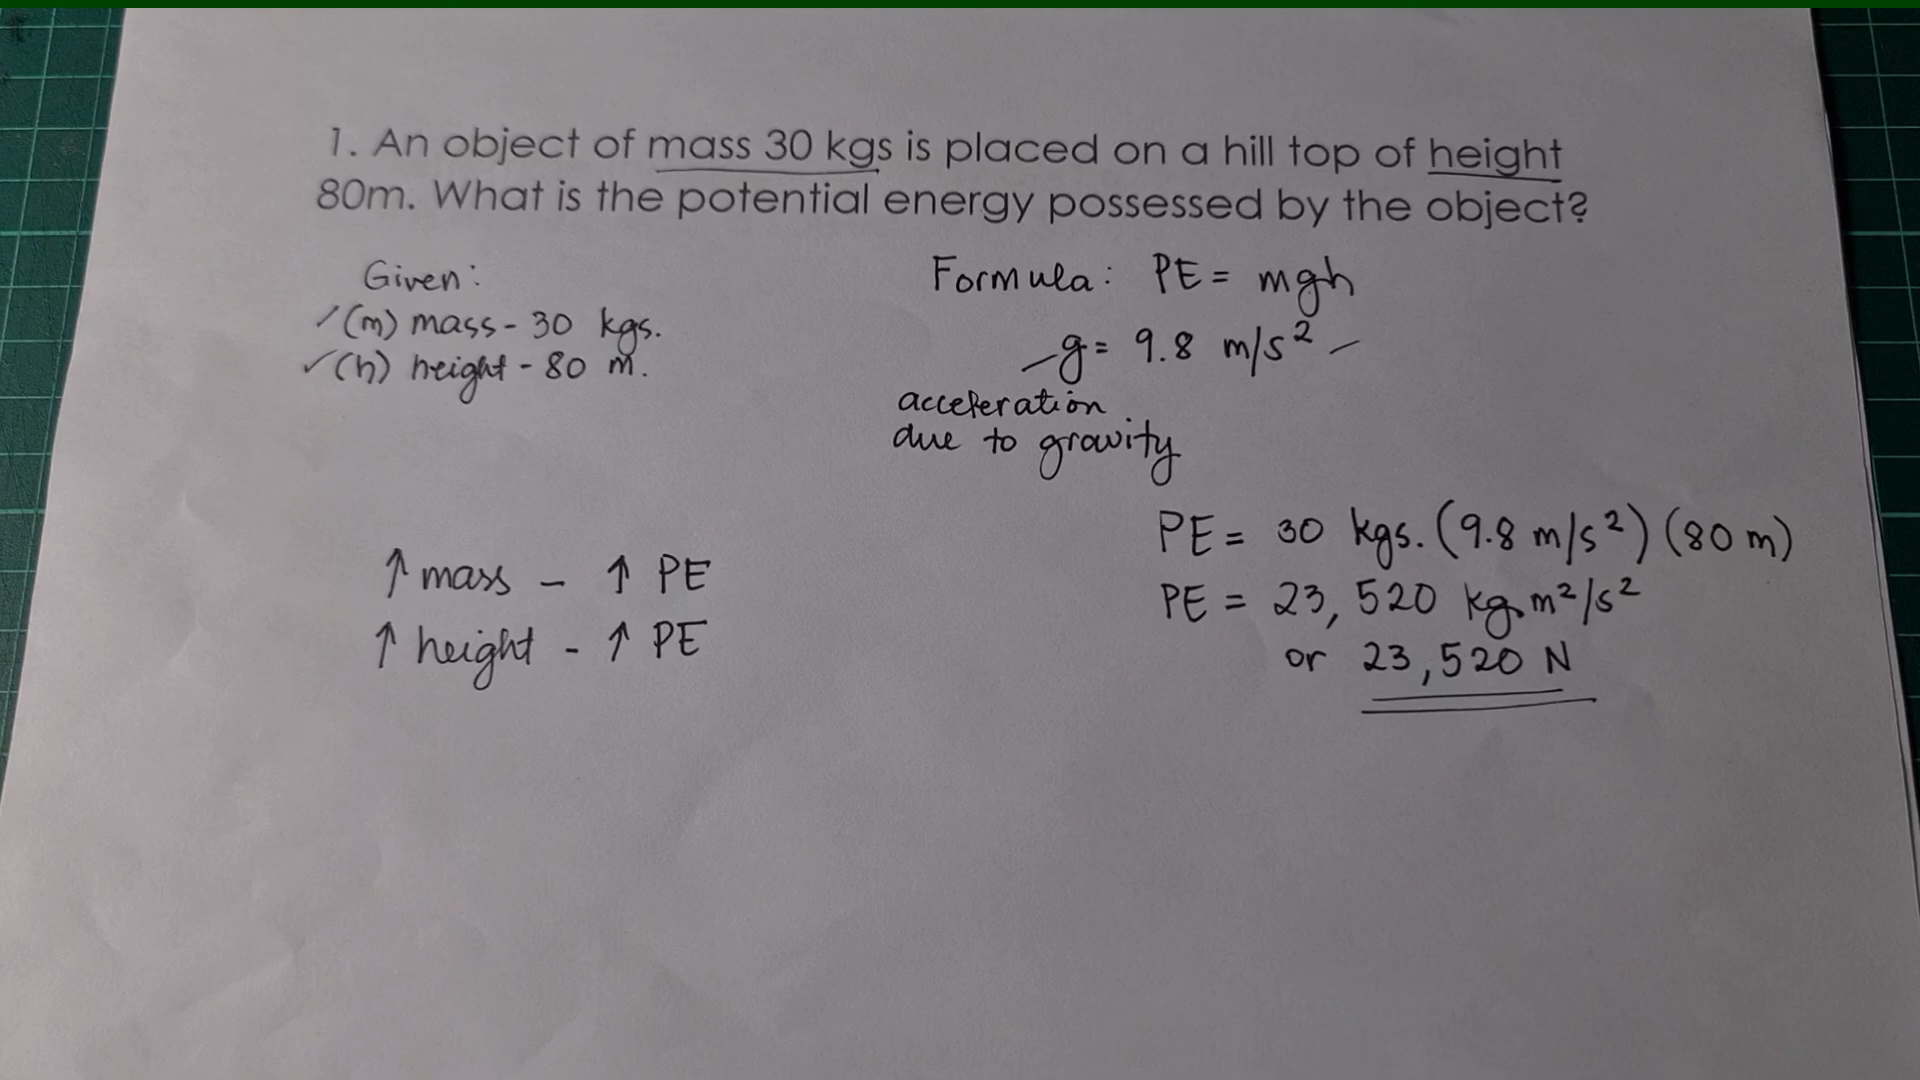 1. An object of mass 30 kgs is placed on a hill top of height
80m. What is the potential energy possessed by the object?
Given:
✓(m) mass - 30 kgs.
✓(h) height - 80 m.
Formula: PE = mgh
g = 9.8 m/s²
acceleration
due to gravity
↑ mass - ↑ PE
↑ height - ↑ PE
PE = 30 kgs. (9.8 m/s²) (80 m)
PE = 23,520 kg.m²/s²
or 23,520 N